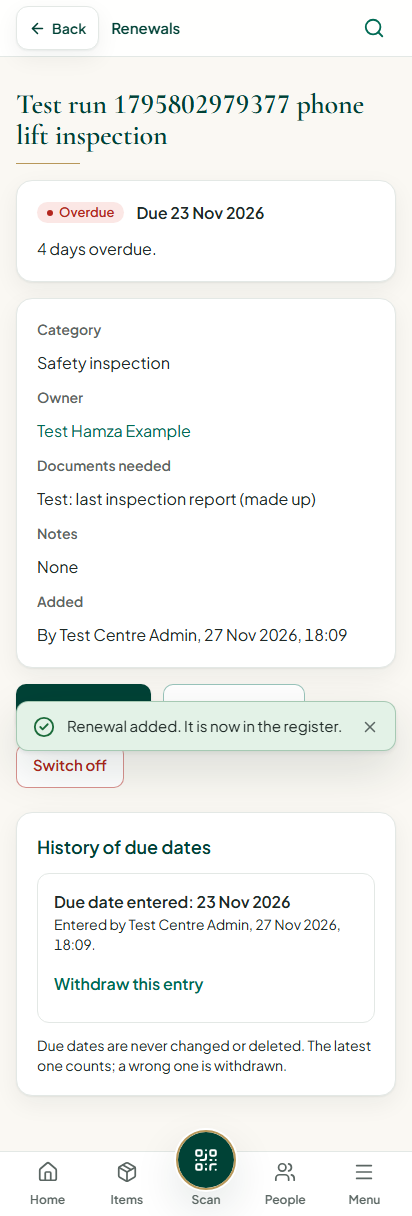 Back
Renewals
Test run 1795802979377 phone
lift inspection
Overdue
Due 23 Nov 2026
4 days overdue.
Category
Safety inspection
Owner
Test Hamza Example
Documents needed
Test: last inspection report (made up)
Notes
None
Added
By Test Centre Admin, 27 Nov 2026, 18:09
Renewal added. It is now in the register.
Switch off
History of due dates
Due date entered: 23 Nov 2026
Entered by Test Centre Admin, 27 Nov 2026,
18:09.
Withdraw this entry
Due dates are never changed or deleted. The latest
one counts; a wrong one is withdrawn.
Home
Items
Scan
People
Menu